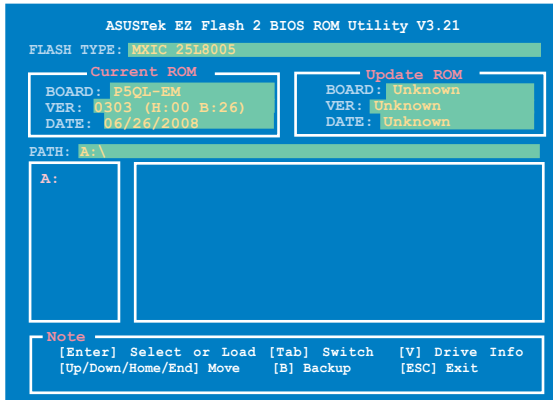 ASUSTek EZ Flash 2 BIOS ROM Utility V3.21
FLASH TYPE: MXIC 25L8005
Current ROM
BOARD: P5QL-EM
VER: 0303 (H:00 B:26)
DATE: 06/26/2008
Update ROM
BOARD: Unknown
VER: Unknown
DATE: Unknown
PATH: A:\
A:
Note
[Enter] Select or Load [Tab] Switch [V] Drive Info
[Up/Down/Home/End] Move [B] Backup [ESC] Exit